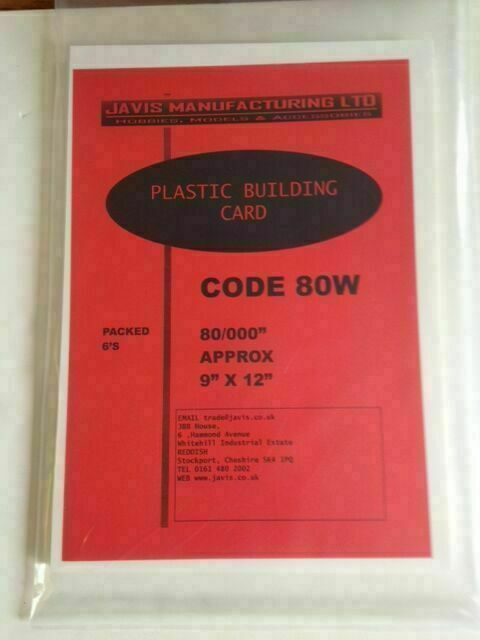 JAVIS MANUFACTURING LTD
HOBBIES, MODELS & ACCESSORIES
PLASTIC BUILDING
CARD
CODE 80W
PACKED
6'S
80/000”
APPROX
9” X 12”
EMAIL trade@javis.co.uk
JBB House,
6 ,Hammond Avenue
Whitehill Industrial Estate
REDDISH
Stockport, Cheshire SK4 1PQ
TEL 0161 480 2002
WEB www.javis.co.uk